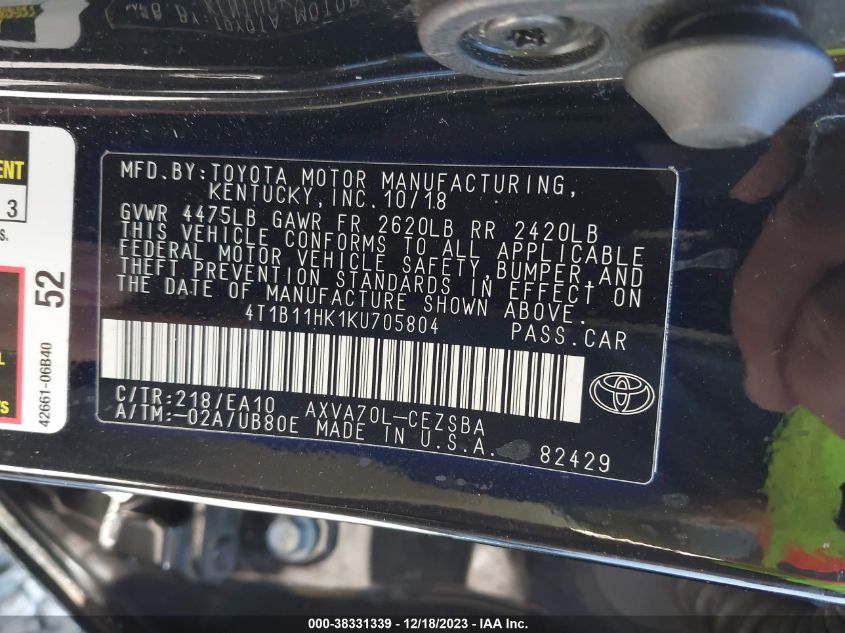 ENT
3
S.
L
TS
52
42661-06B40
MFD.BY:TOYOTA MOTOR MANUFACTURING,
KENTUCKY,INC.10/18
GVWR 4475LB GAWR FR 2620LB RR 2420LB
THIS VEHICLE CONFORMS TO ALL APPLICABLE
FEDERAL MOTOR VEHICLE SAFETY,BUMPER,AND
THEFT PREVENTION STANDARDS IN EFFECT ON
THE DATE OF MANUFACTURE SHOWN ABOVE.
4T1B11HK1KU705804 PASS.CAR
C/TR:218/EA10 AXVA70L-CEZSBA
A/TM:-02A/UB80E MADE IN U.S.A. 82429
000-38331339 - 12/18/2023 - IAA Inc.